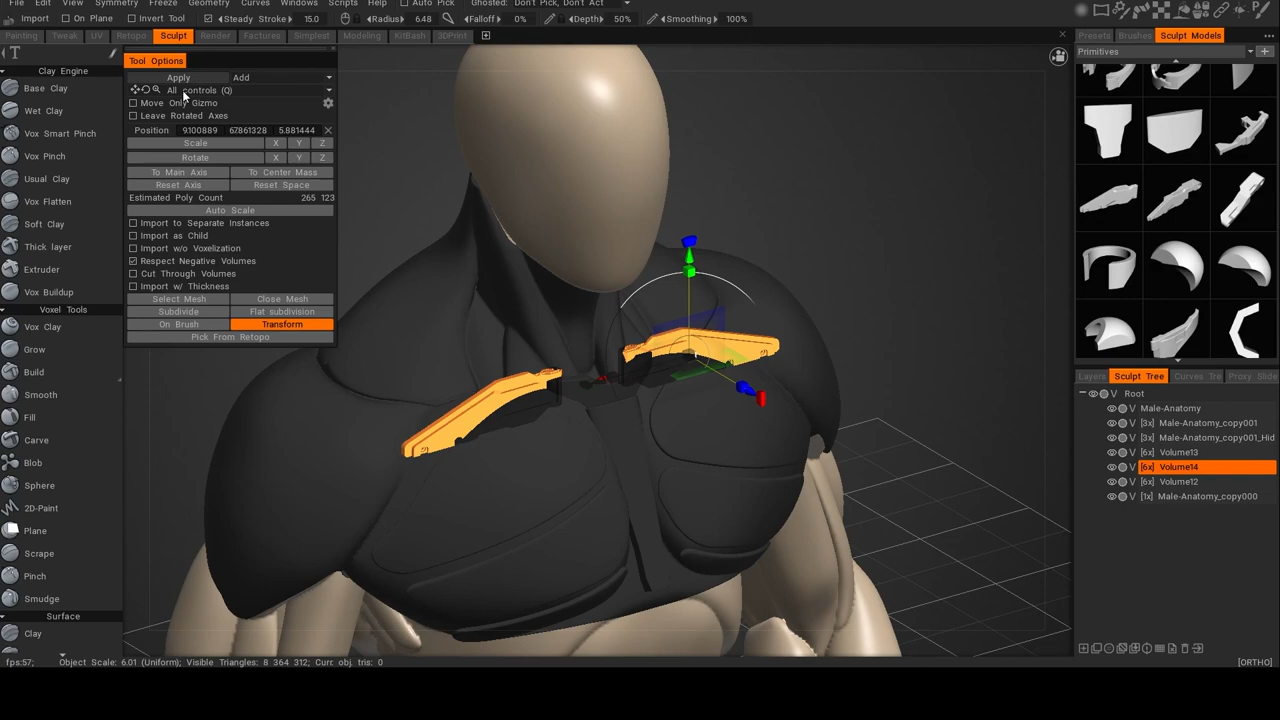 File Edit View Symmetry Freeze Geometry Curves Windows Scripts Help Auto Pick Ghosted: Don't Pick, Don't Act
Import On Plane Invert Tool Steady Stroke 15.0 Radius 6.48 Falloff 0% Depth 50% Smoothing 100%
Painting Tweak UV Retopo Sculpt Render Factures Simplest Modeling KitBash 3DPrint
Presets Brushes Sculpt Models
Primitives
Tool Options
Apply Add
All controls (Q)
Move Only Gizmo
Leave Rotated Axes
Position 9.100889 67.861328 5.881444
Scale X Y Z
Rotate X Y Z
To Main Axis To Center Mass
Reset Axis Reset Space
Estimated Poly Count 265 123
Auto Scale
Import to Separate Instances
Import as Child
Import w/o Voxelization
Respect Negative Volumes
Cut Through Volumes
Import w/ Thickness
Select Mesh Close Mesh
Subdivide Flat subdivision
On Brush Transform
Pick From Retopo
Clay Engine
Base Clay
Wet Clay
Vox Smart Pinch
Vox Pinch
Usual Clay
Vox Flatten
Soft Clay
Thick layer
Extruder
Vox Buildup
Voxel Tools
Vox Clay
Grow
Build
Smooth
Fill
Carve
Blob
Sphere
2D-Paint
Plane
Scrape
Pinch
Smudge
Surface
Clay
Layers Sculpt Tree Curves Tre Proxy Slide
Root
V Male-Anatomy
V [3x] Male-Anatomy_copy001
V [3x] Male-Anatomy_copy001_Hid
V [6x] Volume13
V [6x] Volume14
V [6x] Volume12
V [1x] Male-Anatomy_copy000
fps:57; Object Scale: 6.01 (Uniform); Visible Triangles: 8 364 312; Curr. obj. tris: 0 [ORTHO]